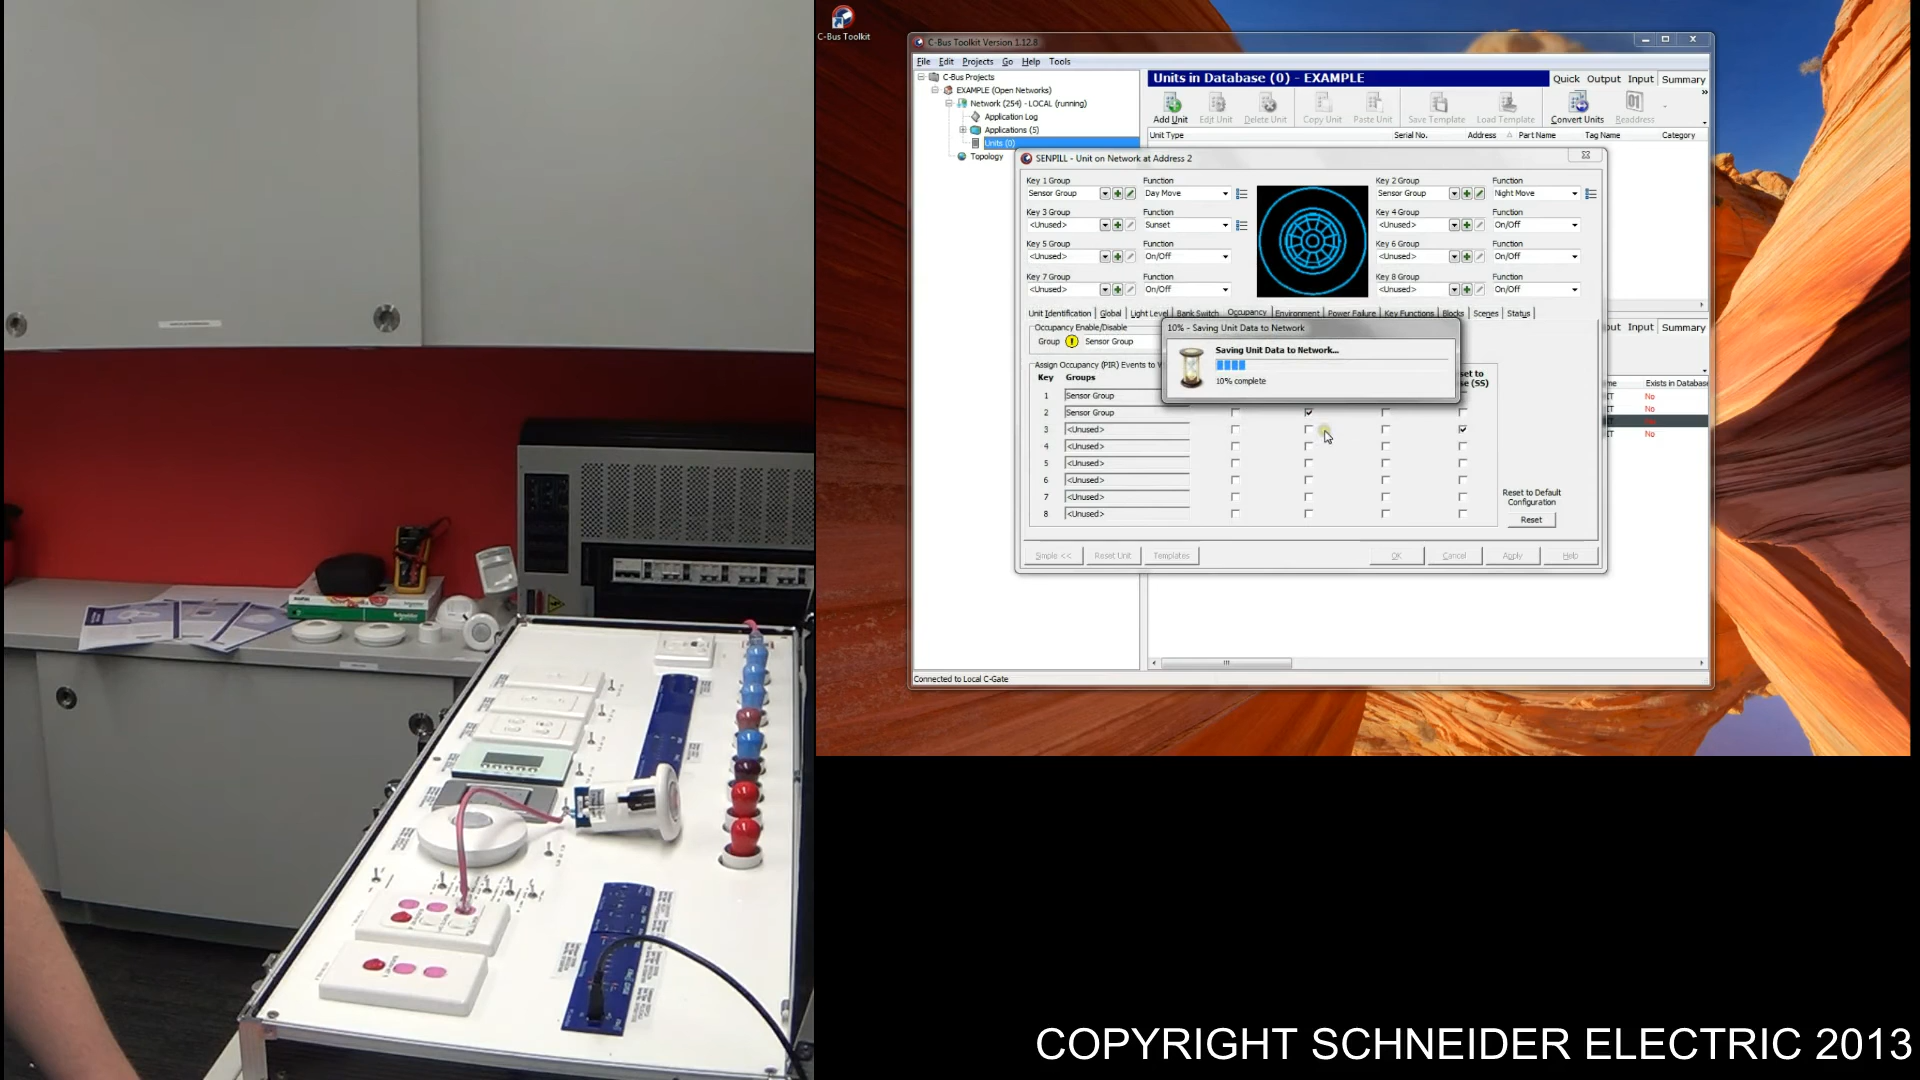 C-Bus Toolkit
C-Bus Toolkit Version 1.12.8
File Edit Projects Go Help Tools
C-Bus Projects
EXAMPLE (Open Networks)
Network (254) - LOCAL (running)
Application Log
Applications (5)
Units (0)
Topology
Units in Database (0) - EXAMPLE
Quick Output Input Summary
Add Unit Edit Unit Delete Unit Copy Unit Paste Unit Save Template Load Template Convert Units Readdress
Unit Type Serial No. Address Part Name Tag Name Category
SENPILL - Unit on Network at Address 2
Key 1 Group Function Key 2 Group Function
Sensor Group Day Move Sensor Group Night Move
Key 3 Group Function Key 4 Group Function
<Unused> Sunset <Unused> On/Off
Key 5 Group Function Key 6 Group Function
<Unused> On/Off <Unused> On/Off
Key 7 Group Function Key 8 Group Function
<Unused> On/Off <Unused> On/Off
Unit Identification Global Light Level Bank Switch Occupancy Environment Power Failure Key Functions Blocks Scenes Status
Occupancy Enable/Disable
Group Sensor Group
10% - Saving Unit Data to Network
Saving Unit Data to Network...
10% complete
Input Summary
Assign Occupancy (PIR) Events to
Key Groups
(SS)
1 Sensor Group
2 Sensor Group
3 <Unused>
4 <Unused>
5 <Unused>
6 <Unused>
7 <Unused>
8 <Unused>
Exists in Database
No
No
No
Reset to Default
Configuration
Reset
Simple << Reset Unit Templates OK Cancel Apply Help
Connected to Local C-Gate
COPYRIGHT SCHNEIDER ELECTRIC 2013